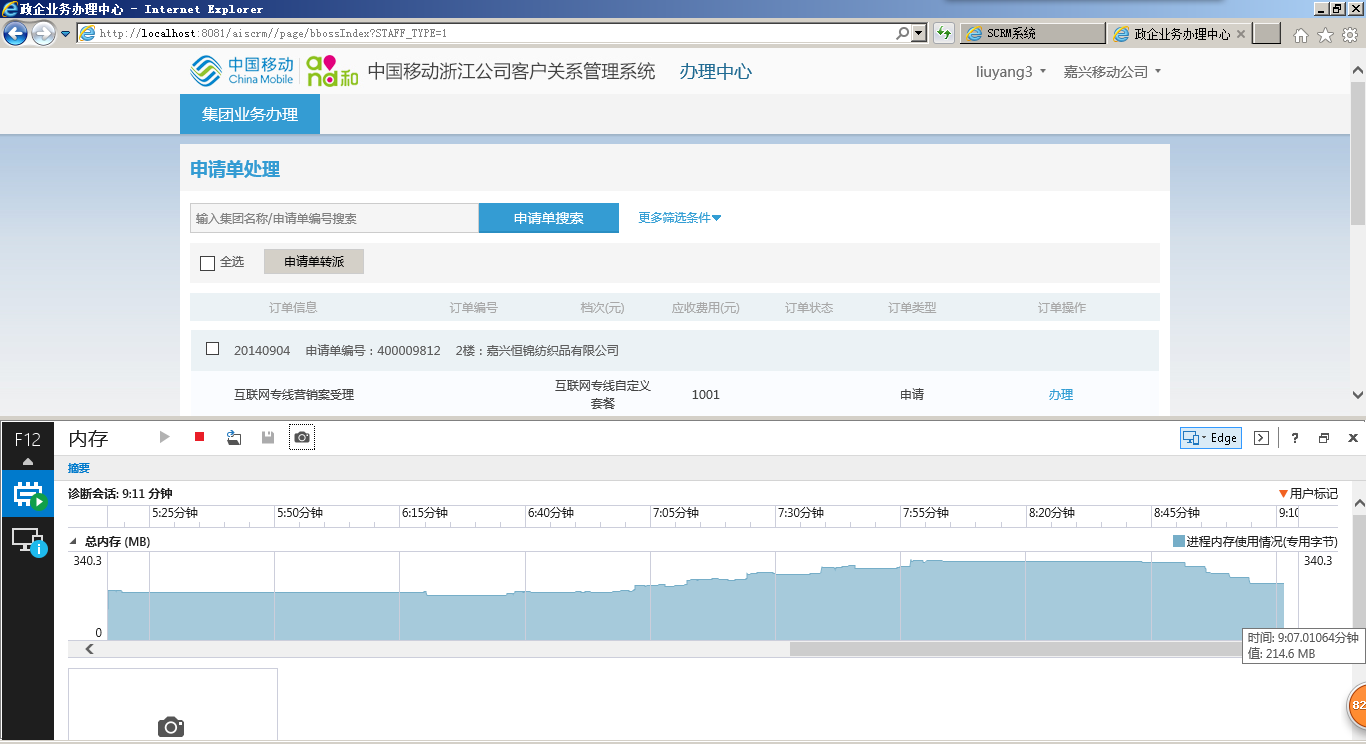 政企业务办理中心 - Internet Explorer
http://localhost:8081/aiscrm//page/bbossIndex?STAFF_TYPE=1
SCRM系统
政企业务办理中心
中国移动 China Mobile and和 中国移动浙江公司客户关系管理系统 办理中心 liuyang3 嘉兴移动公司
集团业务办理
申请单处理
输入集团名称/申请单编号搜索 申请单搜索 更多筛选条件
全选 申请单转派
订单信息 订单编号 档次(元) 应收费用(元) 订单状态 订单类型 订单操作
20140904 申请单编号：400009812 2楼：嘉兴恒锦纺织品有限公司
互联网专线营销案受理 互联网专线自定义套餐 1001 申请 办理
F12 内存 Edge ?
摘要
诊断会话: 9:11 分钟 用户标记
5:25分钟 5:50分钟 6:15分钟 6:40分钟 7:05分钟 7:30分钟 7:55分钟 8:20分钟 8:45分钟 9:10
总内存 (MB) 进程内存使用情况(专用字节)
340.3 340.3
0
时间: 9:07.01064分钟
值: 214.6 MB
82